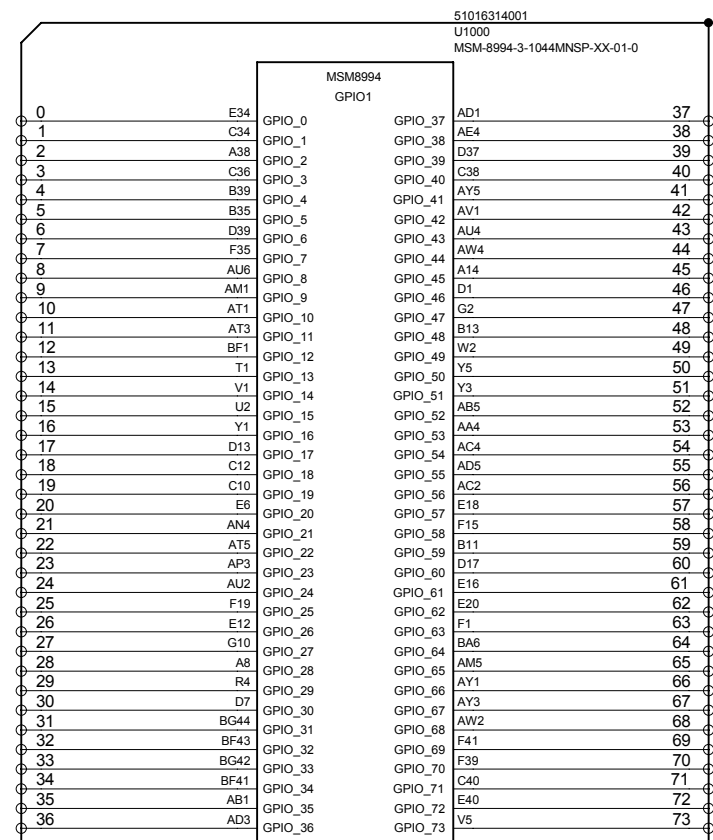 51016314001
U1000
MSM-8994-3-1044MNSP-XX-01-0
MSM8994
GPIO1
0 E34 GPIO_0 GPIO_37 AD1 37
1 C34 GPIO_1 GPIO_38 AE4 38
2 A38 GPIO_2 GPIO_39 D37 39
3 C36 GPIO_3 GPIO_40 C38 40
4 B39 GPIO_4 GPIO_41 AY5 41
5 B35 GPIO_5 GPIO_42 AV1 42
6 D39 GPIO_6 GPIO_43 AU4 43
7 F35 GPIO_7 GPIO_44 AW4 44
8 AU6 GPIO_8 GPIO_45 A14 45
9 AM1 GPIO_9 GPIO_46 D1 46
10 AT1 GPIO_10 GPIO_47 G2 47
11 AT3 GPIO_11 GPIO_48 B13 48
12 BF1 GPIO_12 GPIO_49 W2 49
13 T1 GPIO_13 GPIO_50 Y5 50
14 V1 GPIO_14 GPIO_51 Y3 51
15 U2 GPIO_15 GPIO_52 AB5 52
16 Y1 GPIO_16 GPIO_53 AA4 53
17 D13 GPIO_17 GPIO_54 AC4 54
18 C12 GPIO_18 GPIO_55 AD5 55
19 C10 GPIO_19 GPIO_56 AC2 56
20 E6 GPIO_20 GPIO_57 E18 57
21 AN4 GPIO_21 GPIO_58 F15 58
22 AT5 GPIO_22 GPIO_59 B11 59
23 AP3 GPIO_23 GPIO_60 D17 60
24 AU2 GPIO_24 GPIO_61 E16 61
25 F19 GPIO_25 GPIO_62 E20 62
26 E12 GPIO_26 GPIO_63 F1 63
27 G10 GPIO_27 GPIO_64 BA6 64
28 A8 GPIO_28 GPIO_65 AM5 65
29 R4 GPIO_29 GPIO_66 AY1 66
30 D7 GPIO_30 GPIO_67 AY3 67
31 BG44 GPIO_31 GPIO_68 AW2 68
32 BF43 GPIO_32 GPIO_69 F41 69
33 BG42 GPIO_33 GPIO_70 F39 70
34 BF41 GPIO_34 GPIO_71 C40 71
35 AB1 GPIO_35 GPIO_72 E40 72
36 AD3 GPIO_36 GPIO_73 V5 73